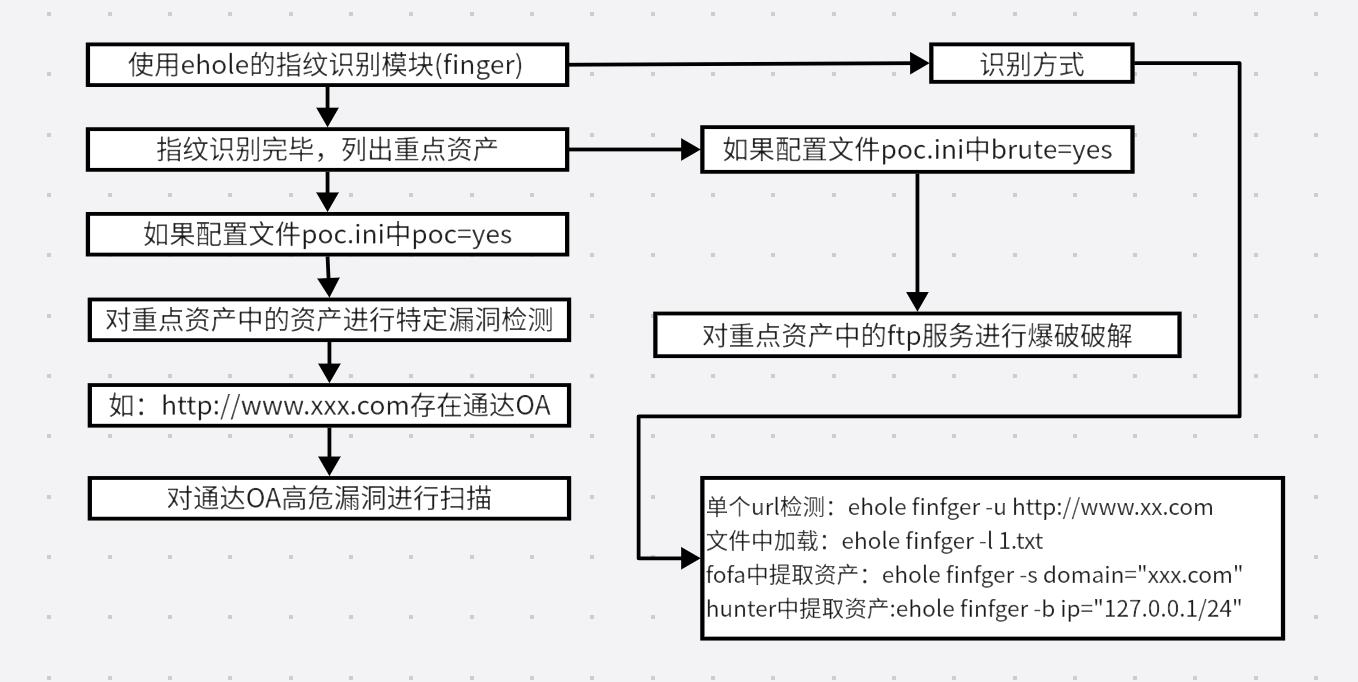 使用ehole的指纹识别模块(finger)
识别方式
指纹识别完毕，列出重点资产
如果配置文件poc.ini中brute=yes
如果配置文件poc.ini中poc=yes
对重点资产中的资产进行特定漏洞检测
对重点资产中的ftp服务进行爆破破解
如：http://www.xxx.com存在通达OA
对通达OA高危漏洞进行扫描
单个url检测：ehole finfger -u http://www.xx.com
文件中加载：ehole finfger -l 1.txt
fofa中提取资产：ehole finfger -s domain="xxx.com"
hunter中提取资产:ehole finfger -b ip="127.0.0.1/24"